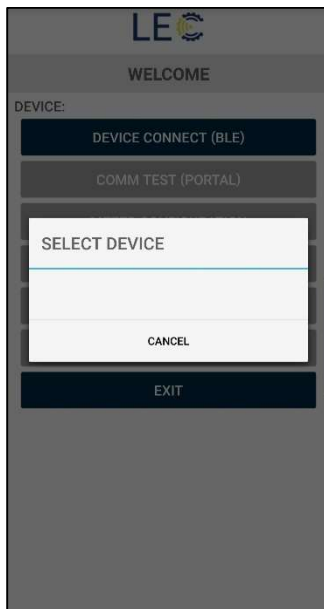 LEC
WELCOME
DEVICE:
DEVICE CONNECT (BLE)
COMM TEST (PORTAL)
SELECT DEVICE
CANCEL
EXIT